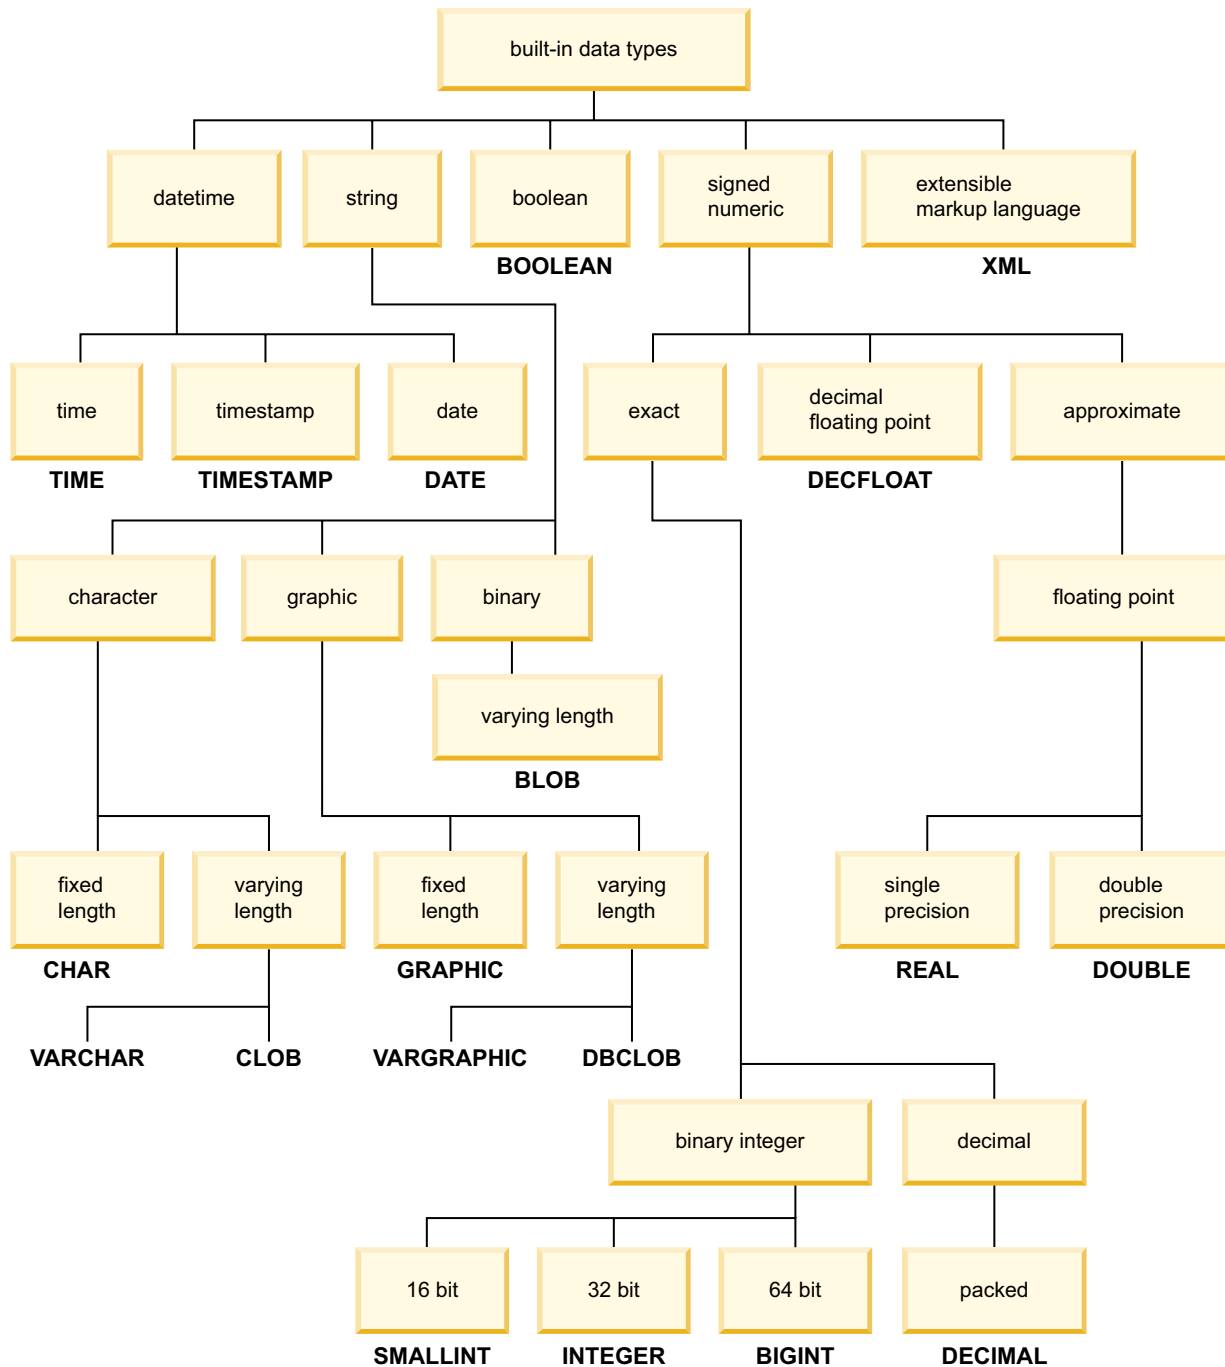 built-in data types
datetime
string
boolean
signed
numeric
extensible
markup language
BOOLEAN
XML
time
timestamp
date
exact
decimal
floating point
approximate
TIME
TIMESTAMP
DATE
DECFLOAT
character
graphic
binary
floating point
varying length
BLOB
fixed
length
varying
length
fixed
length
varying
length
single
precision
double
precision
CHAR
GRAPHIC
REAL
DOUBLE
VARCHAR
CLOB
VARGRAPHIC
DBCLOB
binary integer
decimal
16 bit
32 bit
64 bit
packed
SMALLINT
INTEGER
BIGINT
DECIMAL